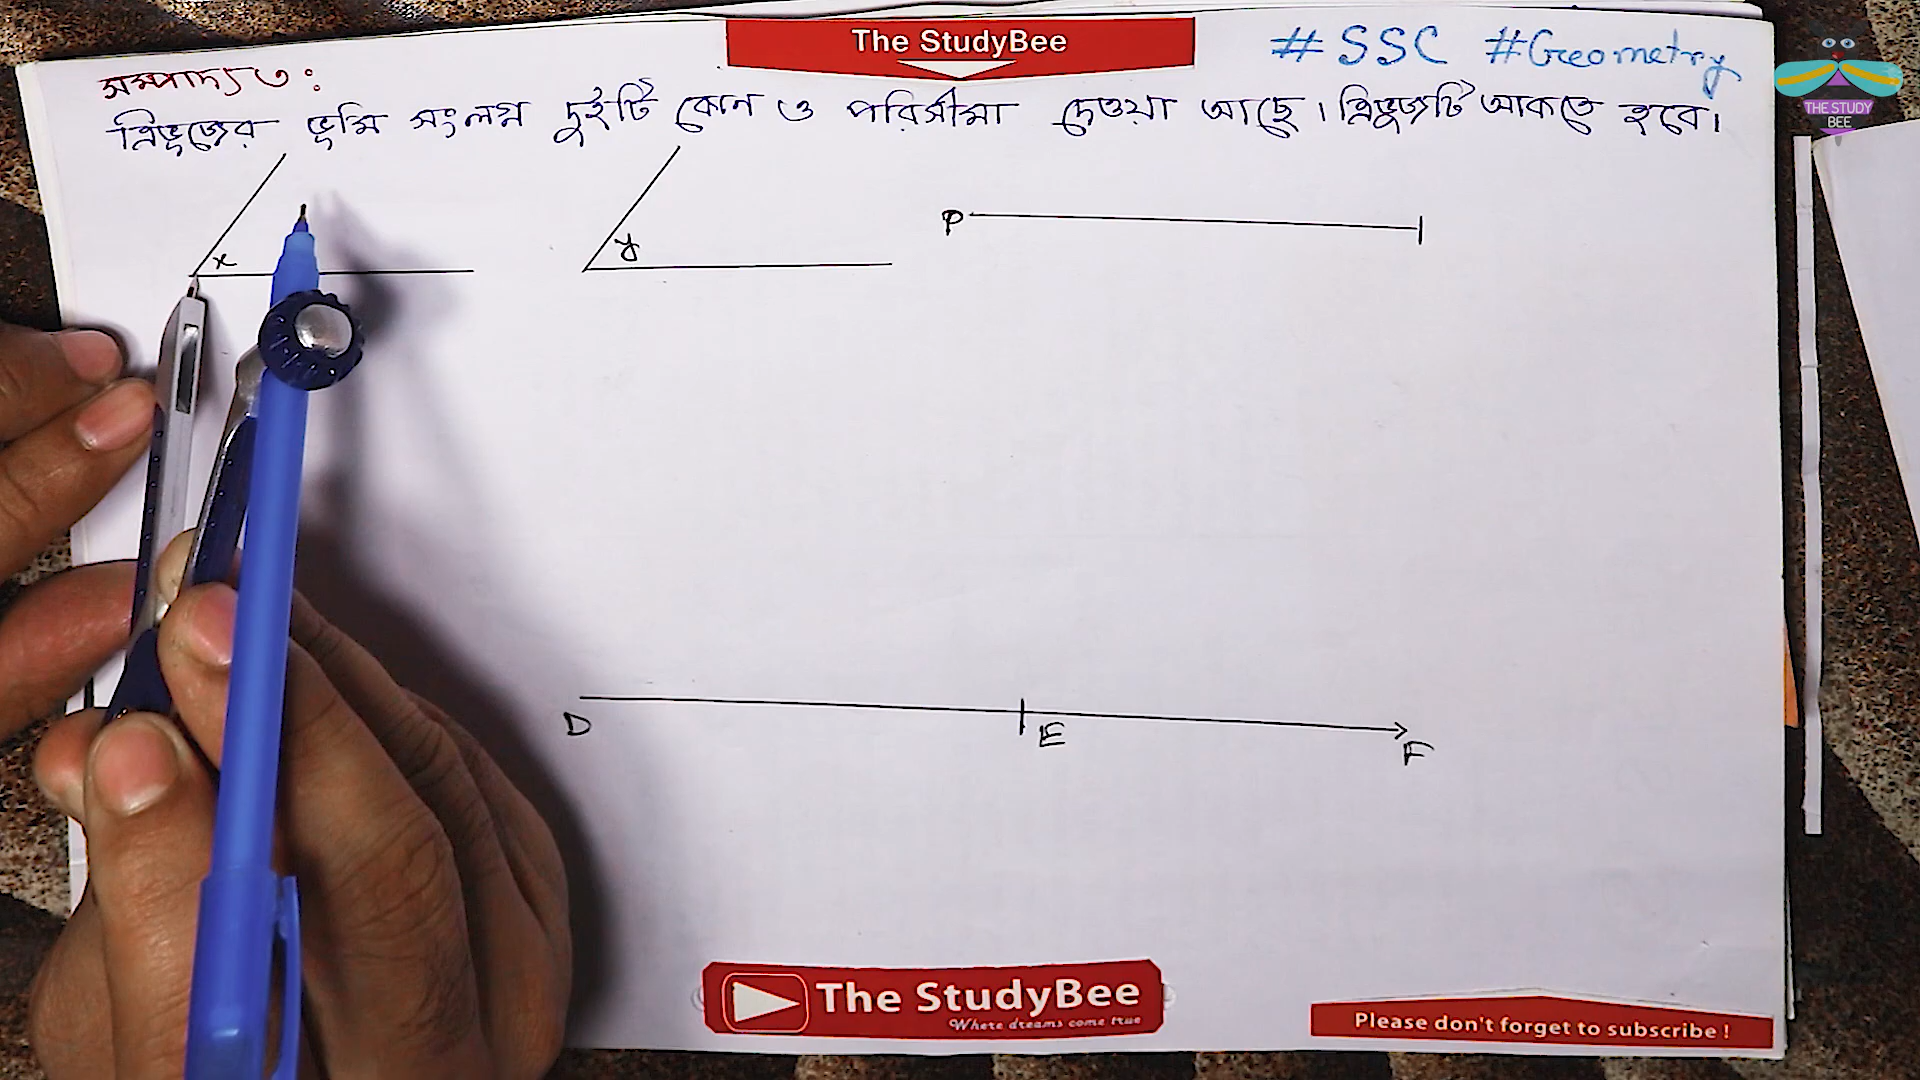 The StudyBee
#SSC #Geometry
সম্পাদ্য ৩:
ত্রিভুজের ভূমি সংলগ্ন দুইটি কোন ও পরিসীমা দেওয়া আছে। ত্রিভুজটি আকতে হবে।
THE STUDY
BEE
x
y
P
D
E
F
The StudyBee
Where dreams come true
Please don't forget to subscribe !